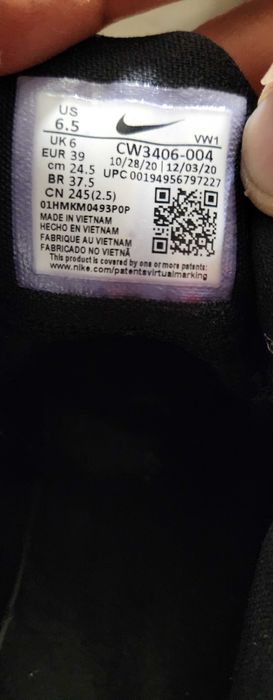 US
6.5
VW1
UK 6
CW3406-004
EUR 39
10/28/20 | 12/03/20
cm 24.5
UPC 00194956797227
BR 37.5
CN 245(2.5)
01HMKM0493P0P
MADE IN VIETNAM
HECHO EN VIETNAM
FABRIQUE AU VIETNAM
FABRICADO NO VIETNÃ
This product is covered by one or more patents:
www.nike.com/patentsvirtualmarking